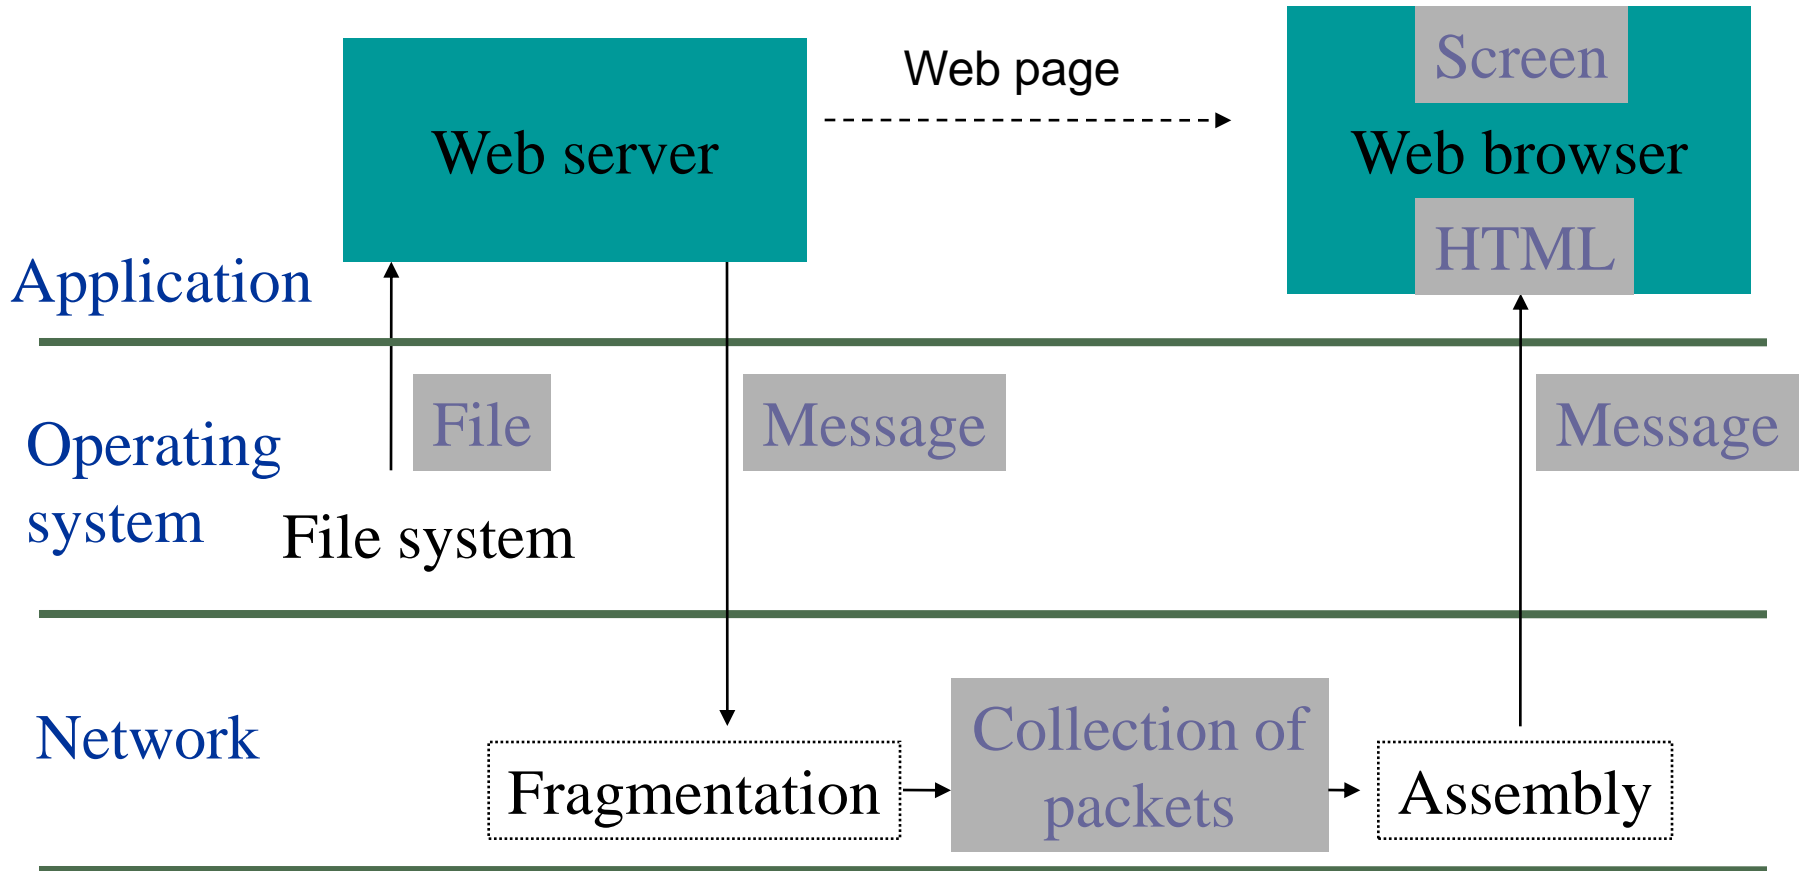 Web page
Screen
Web server
Web browser
HTML
Application
File
Message
Message
Operating
system
File system
Network
Collection of
packets
Fragmentation
Assembly